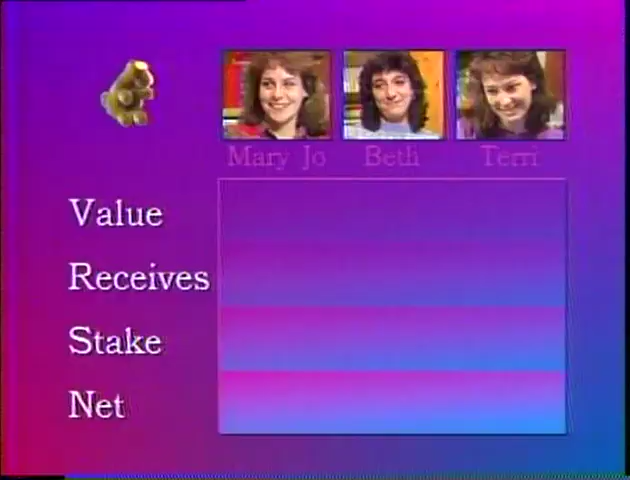 Mary Jo Beth Terri
Value
Receives
Stake
Net